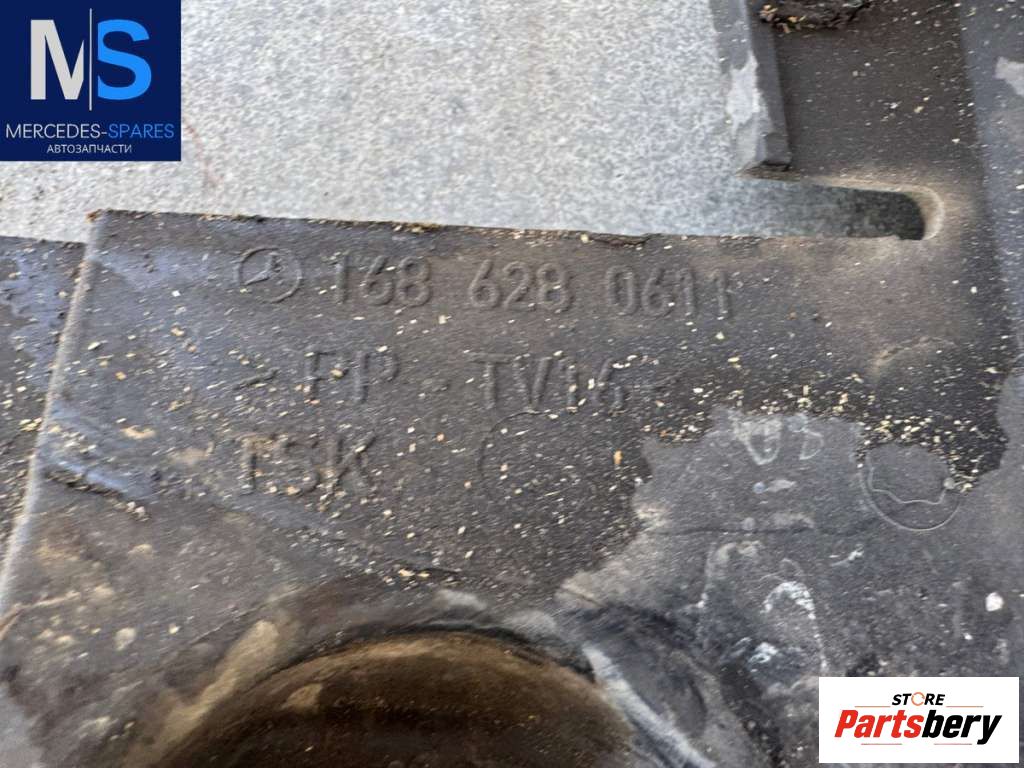 MS
MERCEDES-SPARES
АВТОЗАПЧАСТИ
168 628 0611
>PP - TV16<
TSK
STORE
Partsbery